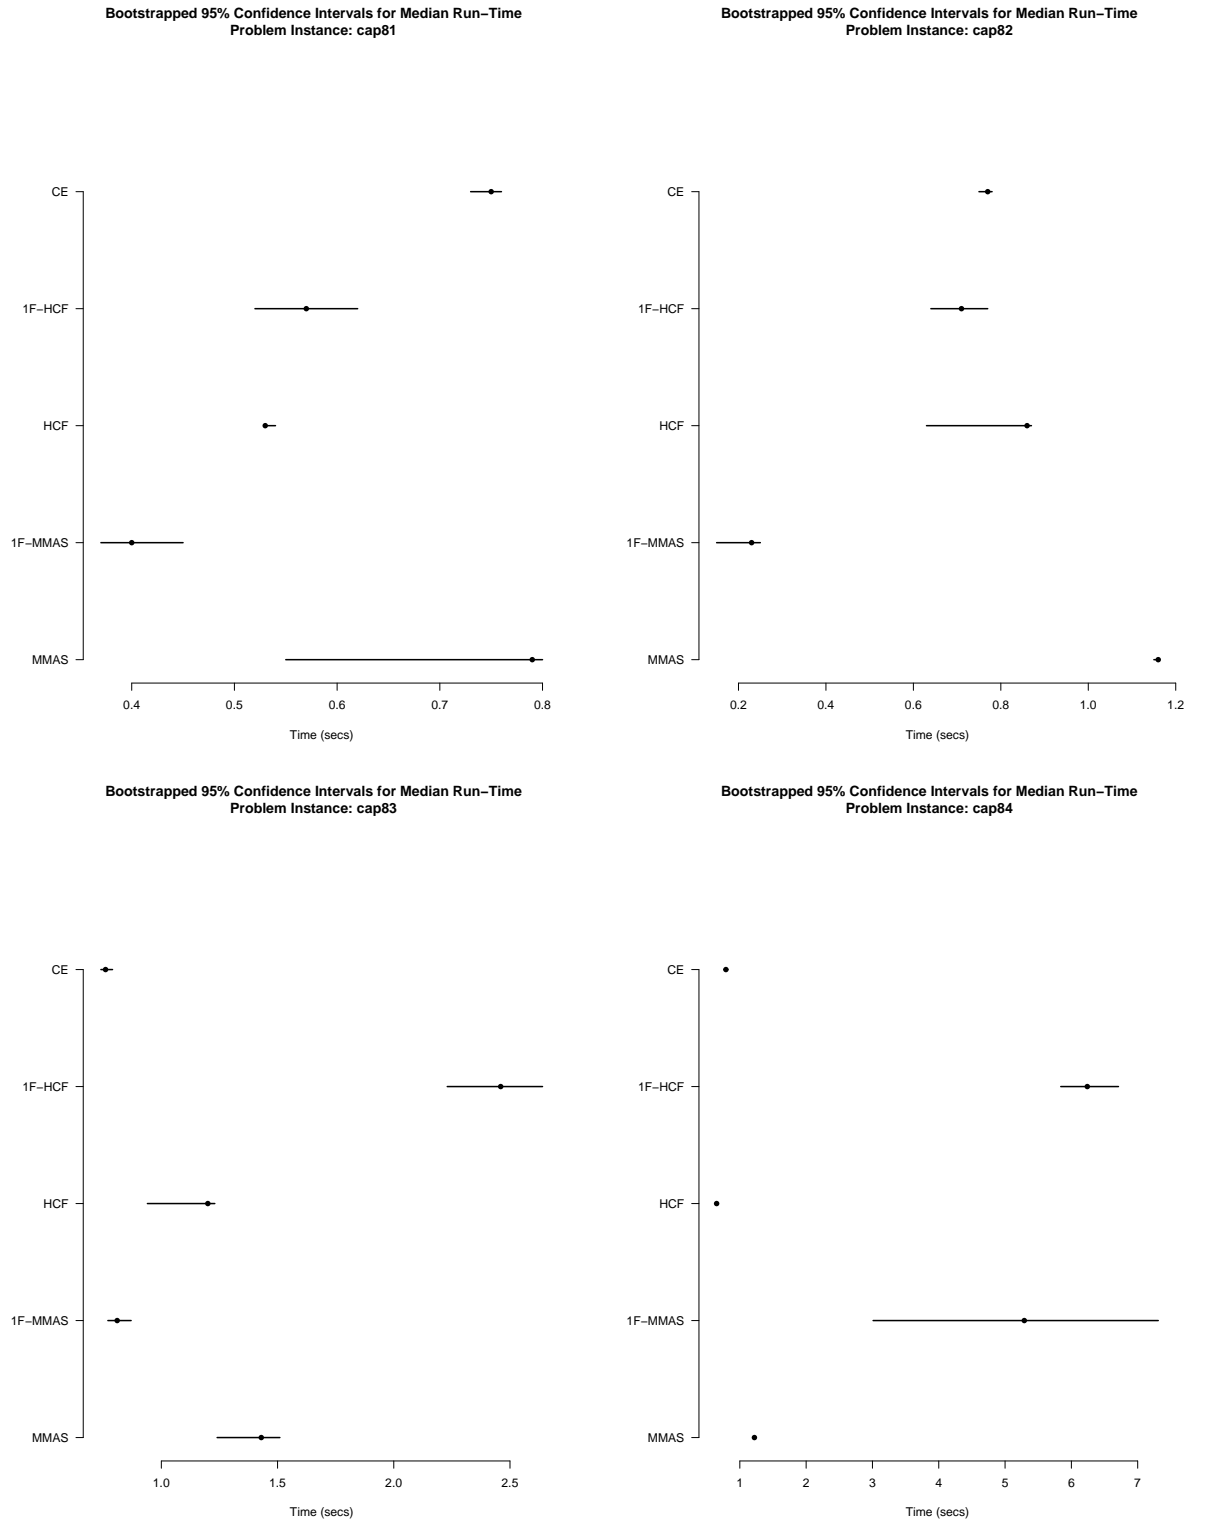 Bootstrapped 95% Confidence Intervals for Median Run−Time
Problem Instance: cap81
CE
1F−HCF
HCF
1F−MMAS
MMAS
0.4 0.5 0.6 0.7 0.8
Time (secs)
Bootstrapped 95% Confidence Intervals for Median Run−Time
Problem Instance: cap82
CE
1F−HCF
HCF
1F−MMAS
MMAS
0.2 0.4 0.6 0.8 1.0 1.2
Time (secs)
Bootstrapped 95% Confidence Intervals for Median Run−Time
Problem Instance: cap83
CE
1F−HCF
HCF
1F−MMAS
MMAS
1.0 1.5 2.0 2.5
Time (secs)
Bootstrapped 95% Confidence Intervals for Median Run−Time
Problem Instance: cap84
CE
1F−HCF
HCF
1F−MMAS
MMAS
1 2 3 4 5 6 7
Time (secs)